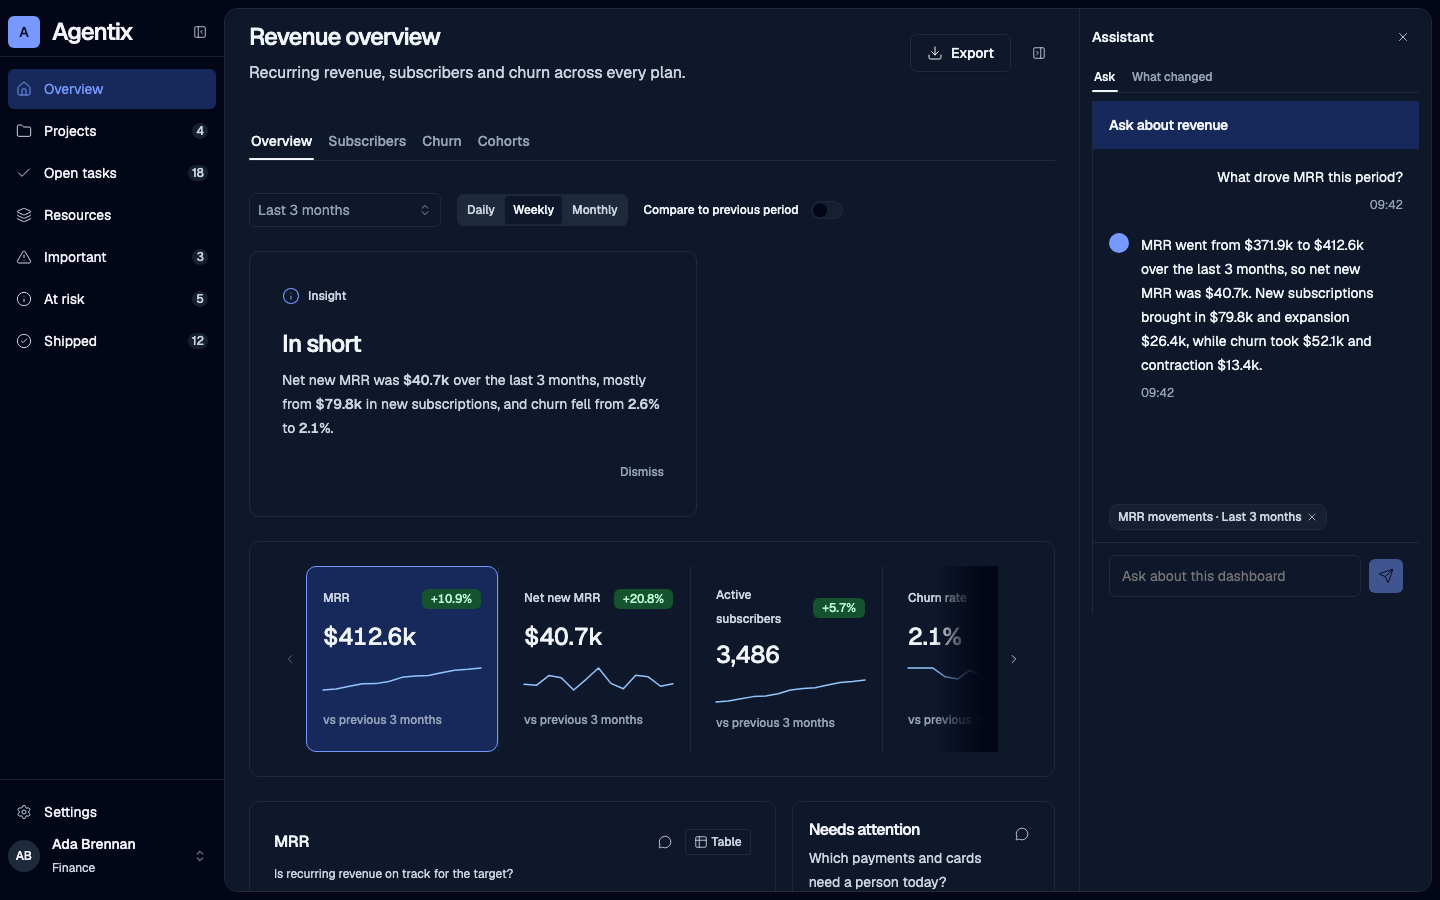 A
Agentix
Overview
Projects
4
Open tasks
18
Resources
Important
3
At risk
5
Shipped
12
Settings
AB
Ada Brennan
Finance
Revenue overview
Recurring revenue, subscribers and churn across every plan.
Export
Overview
Subscribers
Churn
Cohorts
Last 3 months
Daily
Weekly
Monthly
Compare to previous period
Insight
In short
Net new MRR was $40.7k over the last 3 months, mostly
from $79.8k in new subscriptions, and churn fell from 2.6%
to 2.1%.
Dismiss
MRR
+10.9%
$412.6k
vs previous 3 months
Net new MRR
+20.8%
$40.7k
vs previous 3 months
Active
subscribers
+5.7%
3,486
vs previous 3 months
Churn rate
2.1%
vs previous 3
MRR
Table
Is recurring revenue on track for the target?
Needs attention
Which payments and cards
need a person today?
Assistant
Ask
What changed
Ask about revenue
What drove MRR this period?
09:42
MRR went from $371.9k to $412.6k
over the last 3 months, so net new
MRR was $40.7k. New subscriptions
brought in $79.8k and expansion
$26.4k, while churn took $52.1k and
contraction $13.4k.
09:42
MRR movements · Last 3 months
Ask about this dashboard